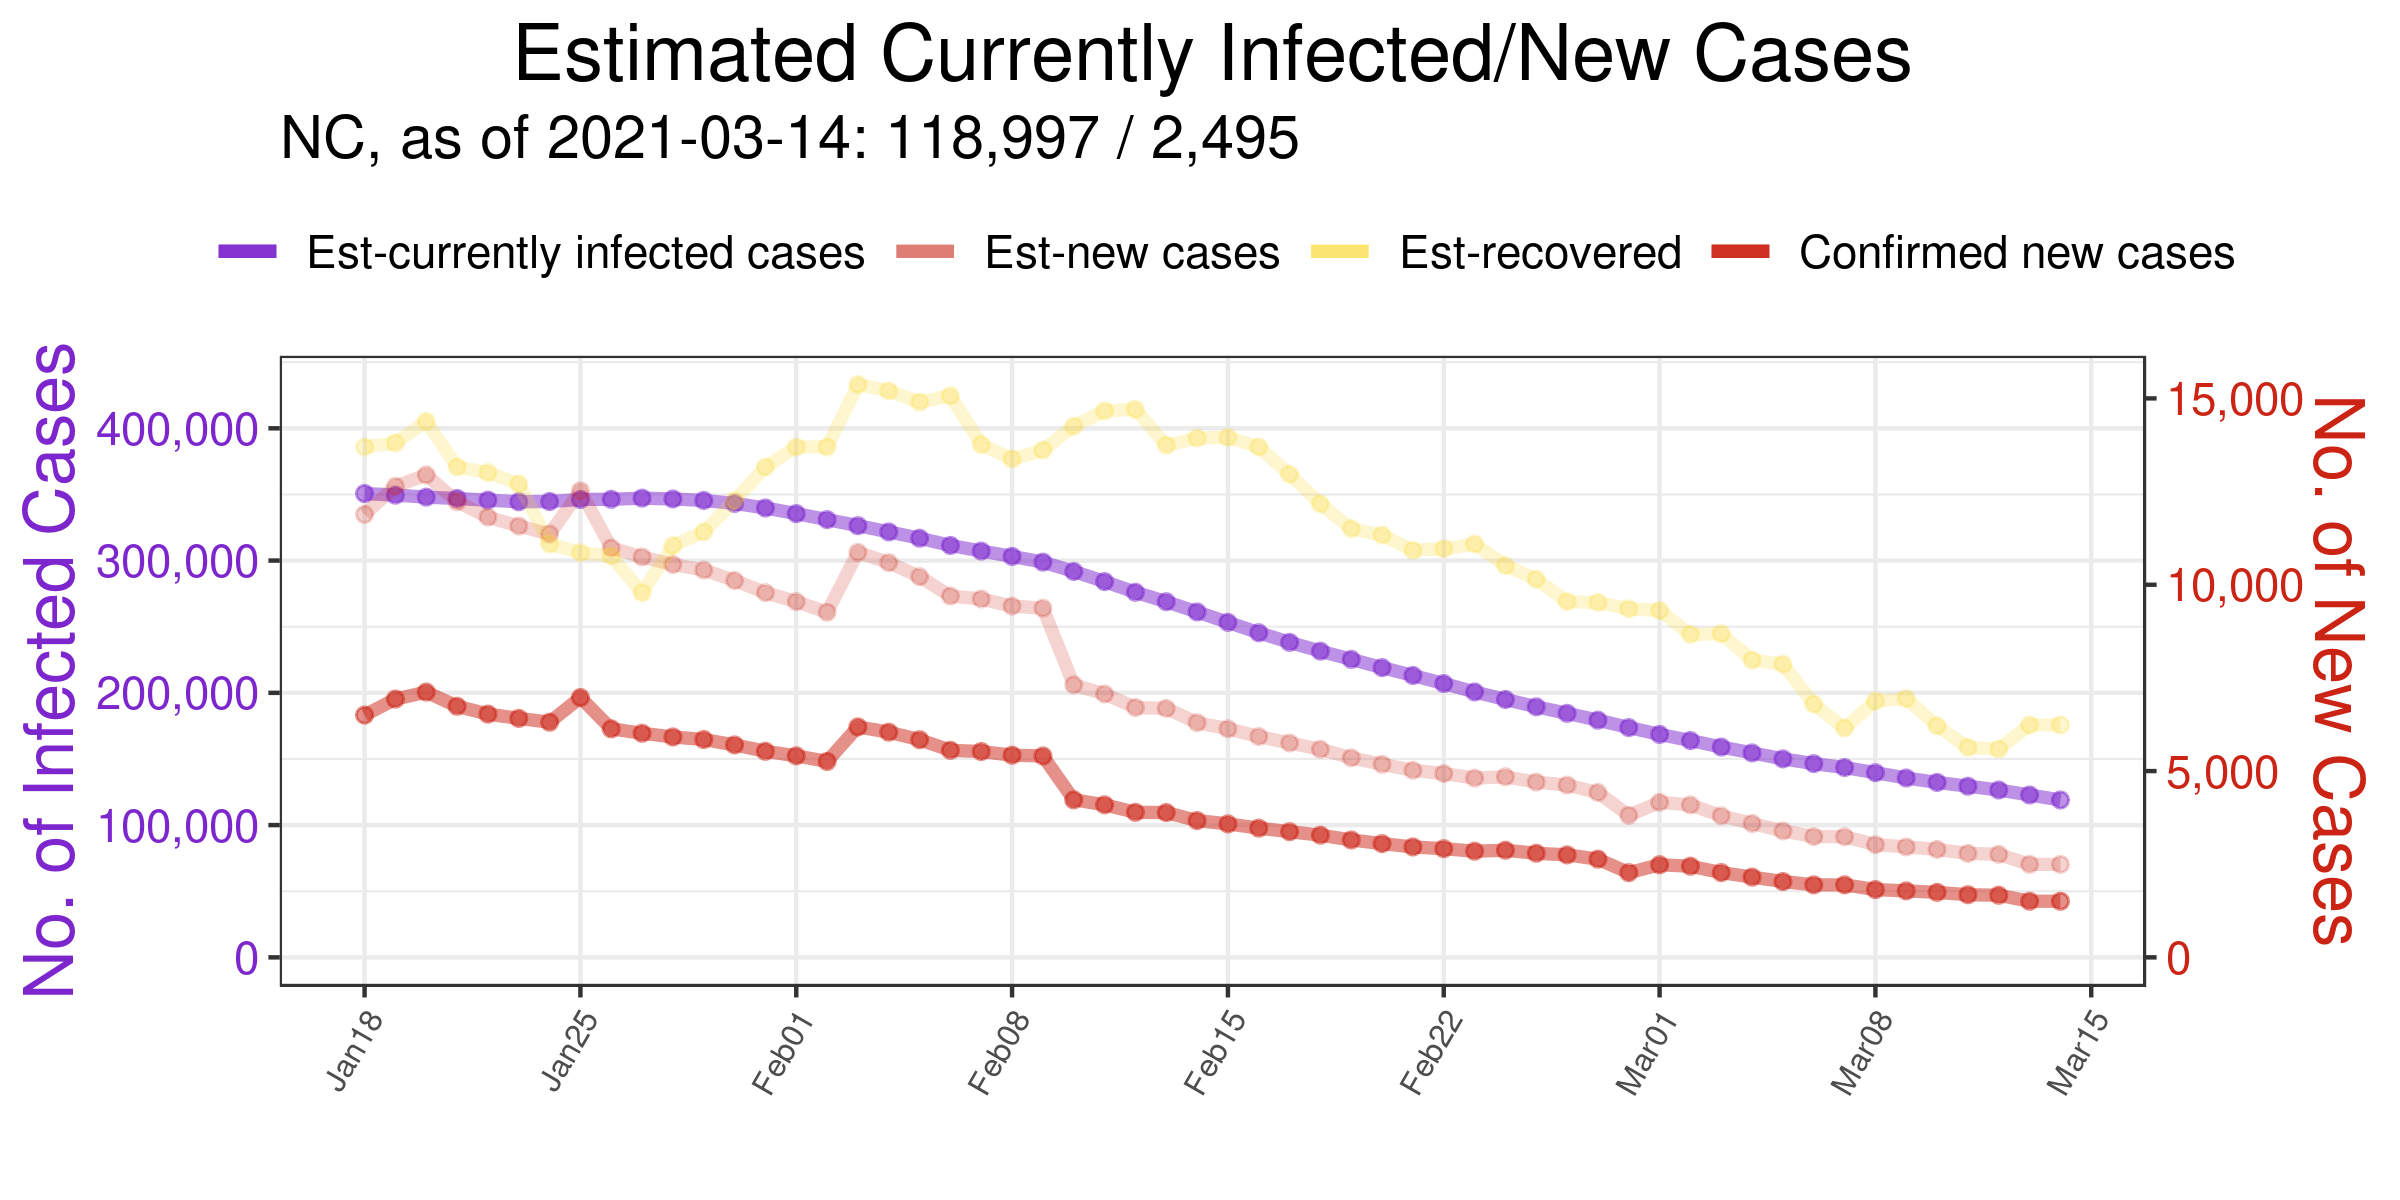 Estimated Currently Infected/New Cases
NC, as of 2021-03-14: 118,997 / 2,495
Est-currently infected cases Est-new cases Est-recovered Confirmed new cases
No. of Infected Cases
400,000
300,000
200,000
100,000
0
15,000
10,000
5,000
0
No. of New Cases
Jan18 Jan25 Feb01 Feb08 Feb15 Feb22 Mar01 Mar08 Mar15